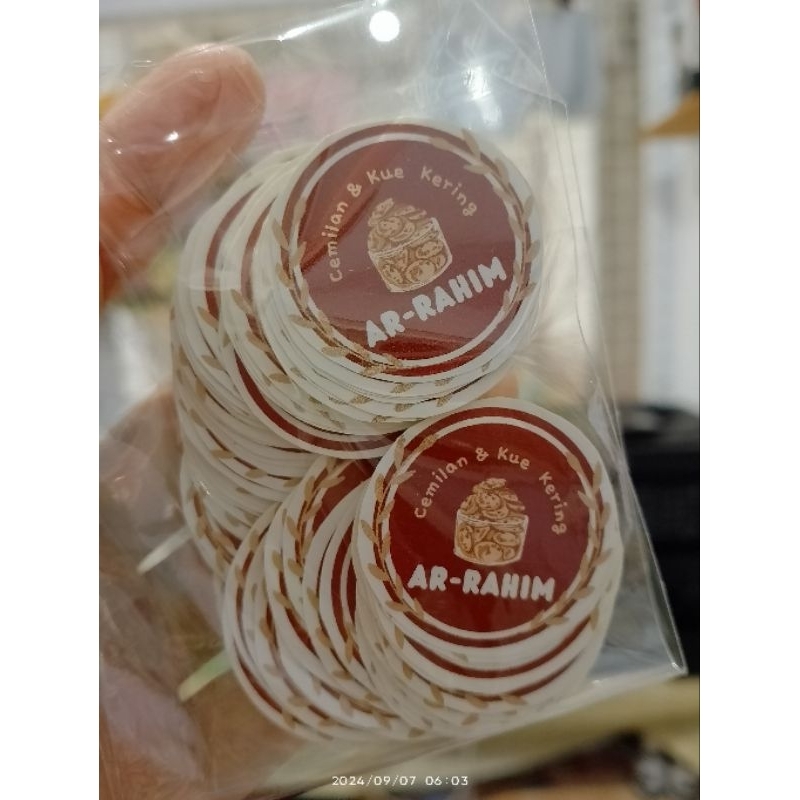 Cemilan & Kue Kering
AR-RAHIM
Cemilan & Kue Kering
AR-RAHIM
2024/09/07 06:03